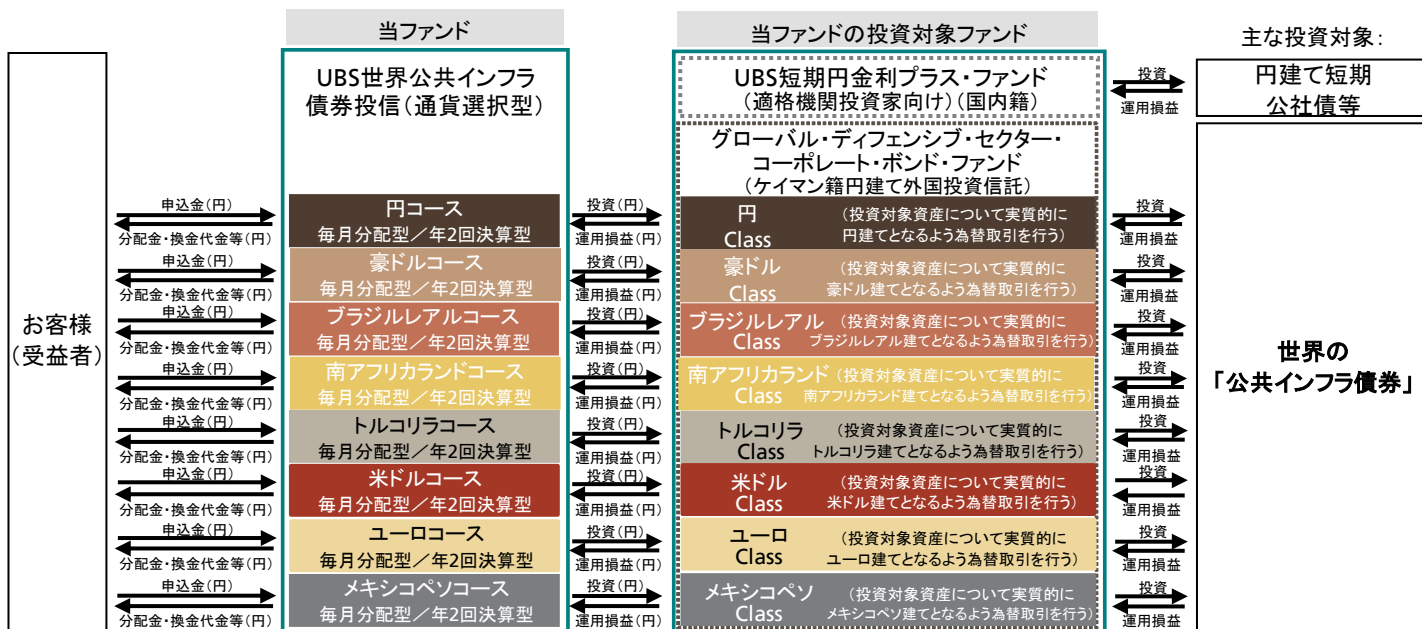 当ファンド
当ファンドの投資対象ファンド
主な投資対象:
お客様
(受益者)
UBS世界公共インフラ
債券投信(通貨選択型)
UBS短期円金利プラス・ファンド
(適格機関投資家向け)(国内籍)
投資
運用損益
円建て短期
公社債等
グローバル・ディフェンシブ・セクター・
コーポレート・ボンド・ファンド
(ケイマン籍円建て外国投資信託)
世界の
「公共インフラ債券」
申込金(円)
分配金・換金代金等(円)
円コース
毎月分配型/年2回決算型
投資(円)
運用損益(円)
円
Class
(投資対象資産について実質的に
円建てとなるよう為替取引を行う)
投資
運用損益
申込金(円)
分配金・換金代金等(円)
豪ドルコース
毎月分配型/年2回決算型
投資(円)
運用損益(円)
豪ドル
Class
(投資対象資産について実質的に
豪ドル建てとなるよう為替取引を行う)
投資
運用損益
申込金(円)
分配金・換金代金等(円)
ブラジルレアルコース
毎月分配型/年2回決算型
投資(円)
運用損益(円)
ブラジルレアル
Class
(投資対象資産について実質的に
ブラジルレアル建てとなるよう為替取引を行う)
投資
運用損益
申込金(円)
分配金・換金代金等(円)
南アフリカランドコース
毎月分配型/年2回決算型
投資(円)
運用損益(円)
南アフリカランド
Class
(投資対象資産について実質的に
南アフリカランド建てとなるよう為替取引を行う)
投資
運用損益
申込金(円)
分配金・換金代金等(円)
トルコリラコース
毎月分配型/年2回決算型
投資(円)
運用損益(円)
トルコリラ
Class
(投資対象資産について実質的に
トルコリラ建てとなるよう為替取引を行う)
投資
運用損益
申込金(円)
分配金・換金代金等(円)
米ドルコース
毎月分配型/年2回決算型
投資(円)
運用損益(円)
米ドル
Class
(投資対象資産について実質的に
米ドル建てとなるよう為替取引を行う)
投資
運用損益
申込金(円)
分配金・換金代金等(円)
ユーロコース
毎月分配型/年2回決算型
投資(円)
運用損益(円)
ユーロ
Class
(投資対象資産について実質的に
ユーロ建てとなるよう為替取引を行う)
投資
運用損益
申込金(円)
分配金・換金代金等(円)
メキシコペソコース
毎月分配型/年2回決算型
投資(円)
運用損益(円)
メキシコペソ
Class
(投資対象資産について実質的に
メキシコペソ建てとなるよう為替取引を行う)
投資
運用損益